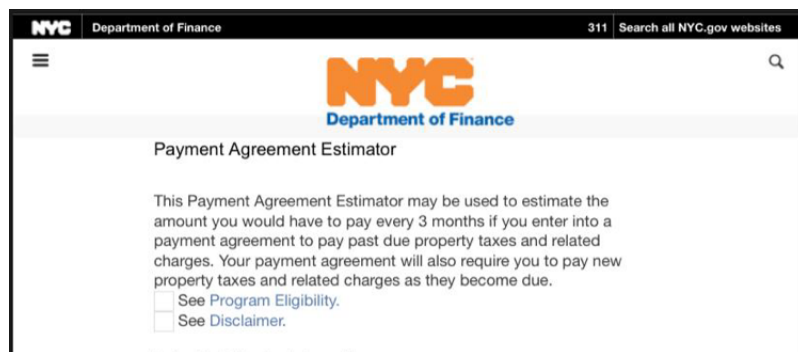 NYC Department of Finance 311 Search all NYC.gov websites
NYC
Department of Finance
Payment Agreement Estimator
This Payment Agreement Estimator may be used to estimate the
amount you would have to pay every 3 months if you enter into a
payment agreement to pay past due property taxes and related
charges. Your payment agreement will also require you to pay new
property taxes and related charges as they become due.
See Program Eligibility.
See Disclaimer.